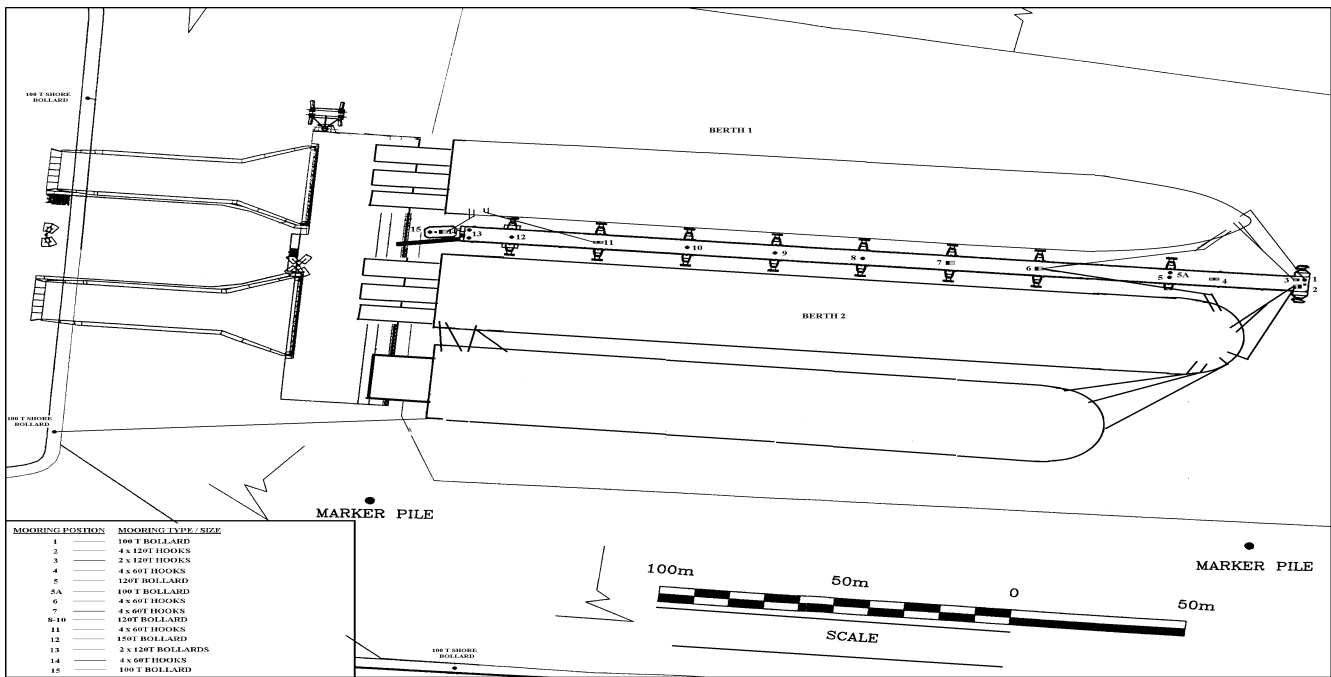 100 T SHORE
BOLLARD
BERTH 1
15
14
13
12
11
10
9
8
7
6
5
5A
4
3
1
2
BERTH 2
100 T SHORE
BOLLARD
MARKER PILE
MARKER PILE
MOORING POSTION MOORING TYPE / SIZE
1 100 T BOLLARD
2 4 x 120T HOOKS
3 2 x 120T HOOKS
4 4 x 60T HOOKS
5 120T BOLLARD
5A 100 T BOLLARD
6 4 x 60T HOOKS
7 4 x 60T HOOKS
8-10 120T BOLLARD
11 4 x 60T HOOKS
12 150T BOLLARD
13 2 x 120T BOLLARDS
14 4 x 60T HOOKS
15 100 T BOLLARD
100m
50m
0
50m
SCALE
100 T SHORE
BOLLARD